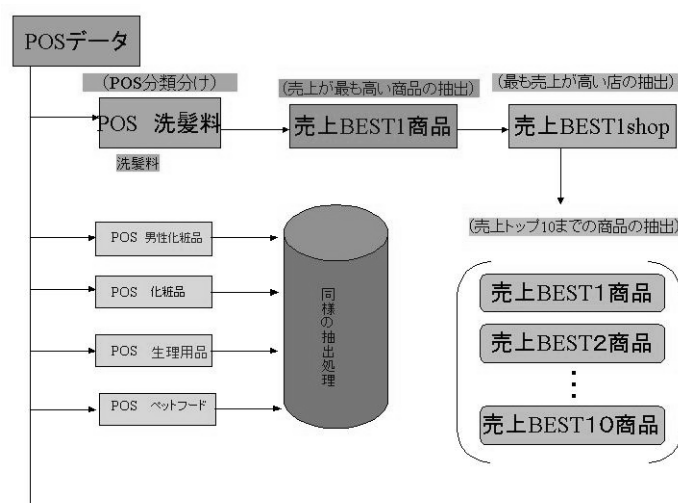 POSデータ
(POS分類分け)
(売上が最も高い商品の抽出)
(最も売上が高い店の抽出)
POS 洗髪料
売上BEST1商品
売上BEST1shop
洗髪料
(売上トップ10までの商品の抽出)
POS 男性化粧品
POS 化粧品
POS 生理用品
POS ペットフード
同様の抽出処理
売上BEST1商品
売上BEST2商品
⋮
売上BEST10商品